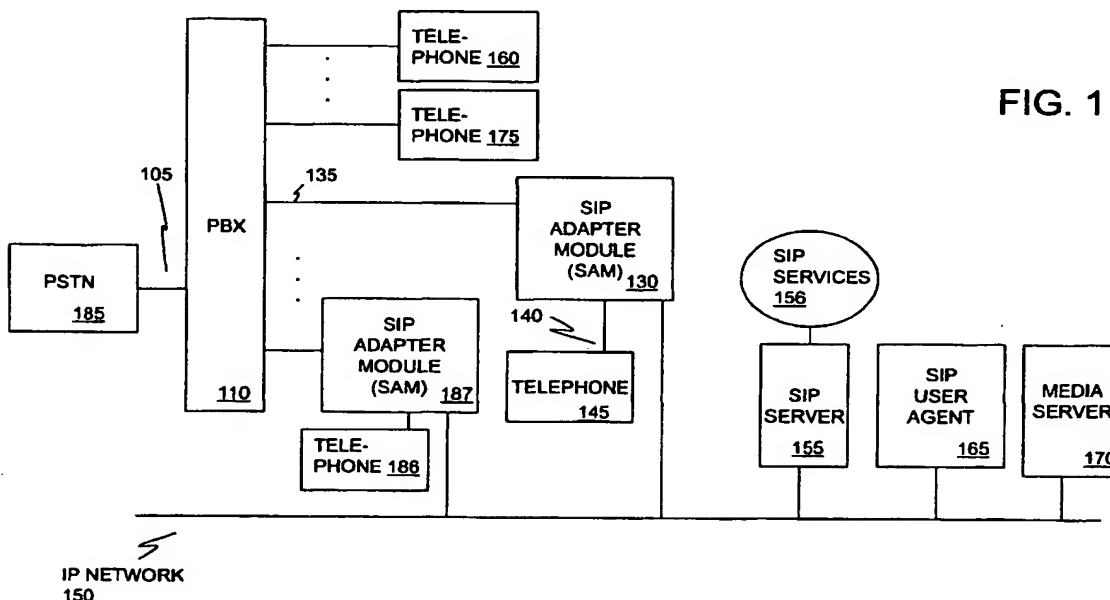 TELE-
PHONE 160
TELE-
PHONE 175
FIG. 1
105
135
PBX
110
PSTN
185
SIP
ADAPTER
MODULE
(SAM) 130
SIP
SERVICES
156
140
SIP
ADAPTER
MODULE
(SAM) 187
TELEPHONE
145
SIP
SERVER
155
SIP
USER
AGENT
165
MEDIA
SERVER
170
TELE-
PHONE 186
IP NETWORK
150